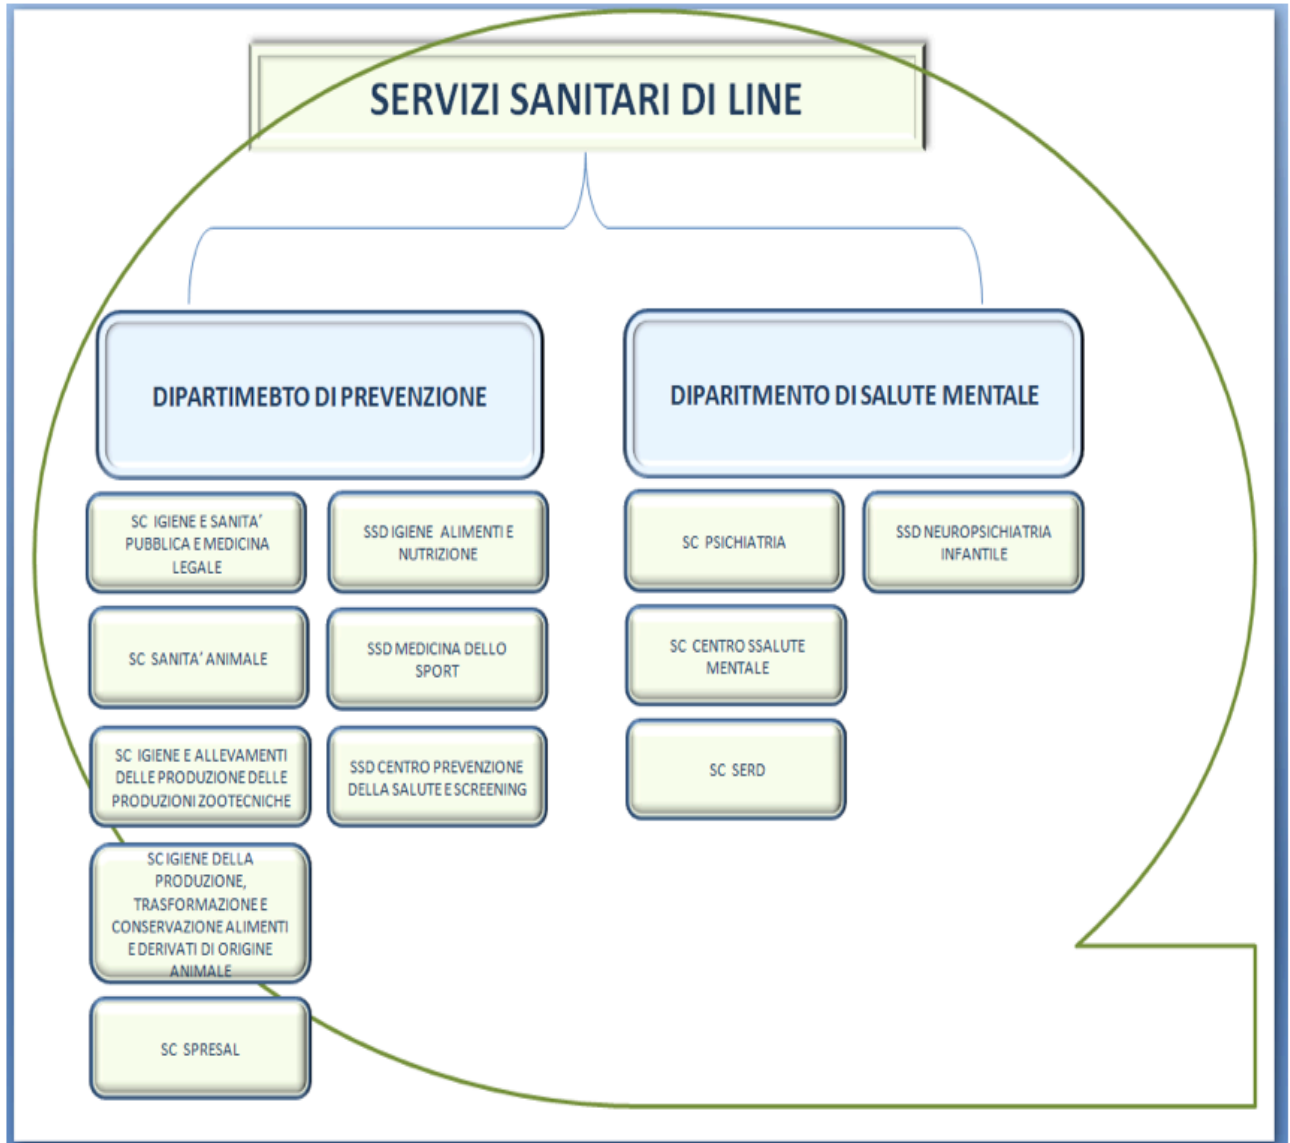 SERVIZI SANITARI DI LINE
DIPARTIMEBTO DI PREVENZIONE
SC IGIENE E SANITA'
PUBBLICA E MEDICINA
LEGALE
SSD IGIENE ALIMENTI E
NUTRIZIONE
SC SANITA' ANIMALE
SSD MEDICINA DELLO
SPORT
SC IGIENE E ALLEVAMENTI
DELLE PRODUZIONE DELLE
PRODUZIONI ZOOTECNICHE
SSD CENTRO PREVENZIONE
DELLA SALUTE E SCREENING
SC IGIENE DELLA
PRODUZIONE,
TRASFORMAZIONE E
CONSERVAZIONE ALIMENTI
E DERIVATI DI ORIGINE
ANIMALE
SC SPRESAL
DIPARITMENTO DI SALUTE MENTALE
SC PSICHIATRIA
SSD NEUROPSICHIATRIA
INFANTILE
SC CENTRO SSALUTE
MENTALE
SC SERD